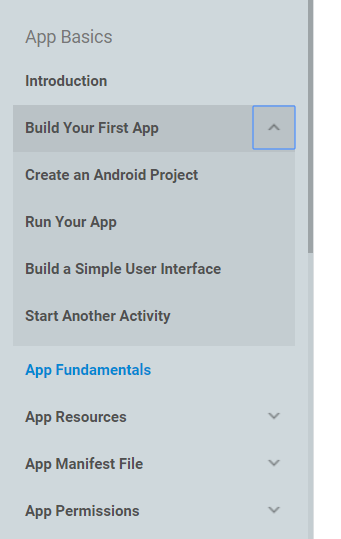 App Basics
Introduction
Build Your First App
Create an Android Project
Run Your App
Build a Simple User Interface
Start Another Activity
App Fundamentals
App Resources
App Manifest File
App Permissions